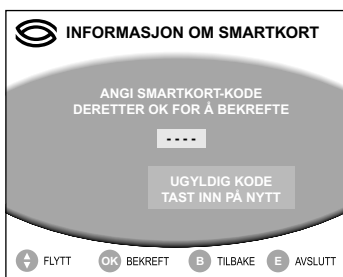 INFORMASJON OM SMARTKORT
ANGI SMARTKORT-KODE
DERETTER OK FOR Å BEKREFTE
- - - -
UGYLDIG KODE
TAST INN PÅ NYTT
FLYTT OK BEKREFT B TILBAKE E AVSLUTT